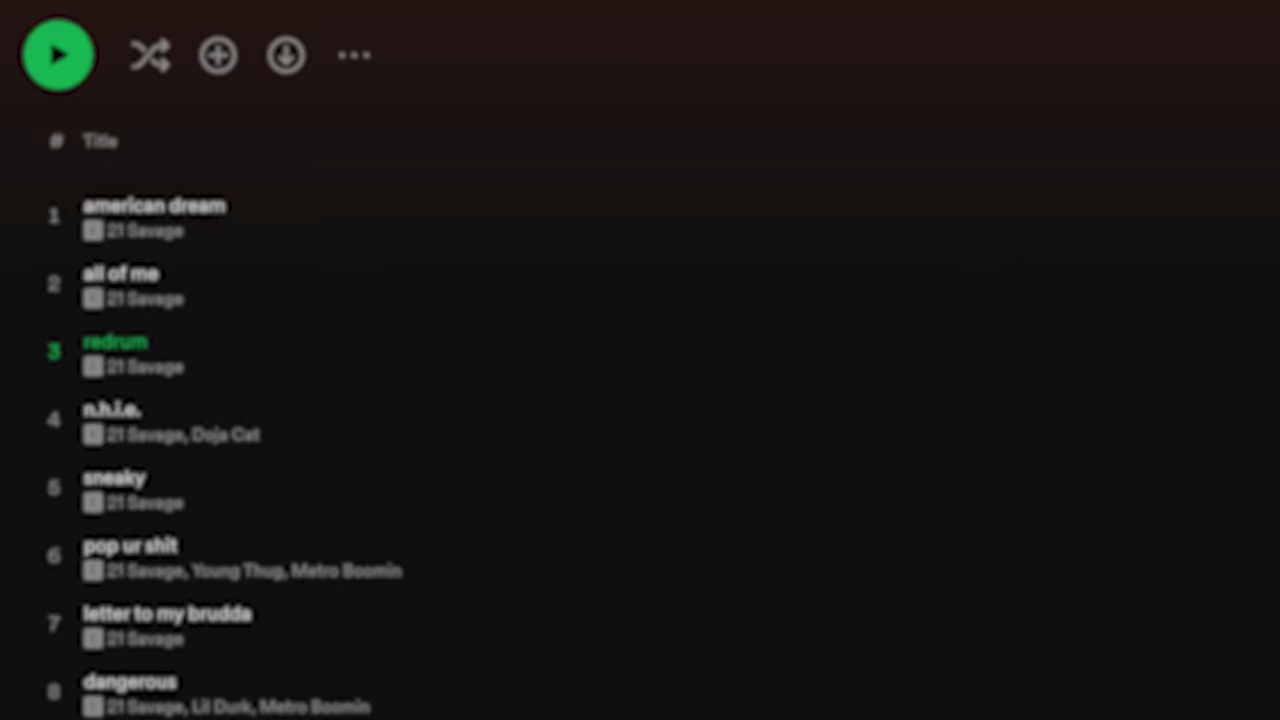 # Title
1 american dream
E 21 Savage
2 all of me
E 21 Savage
3 redrum
E 21 Savage
4 n.h.i.e.
E 21 Savage, Doja Cat
5 sneaky
E 21 Savage
6 pop ur shit
E 21 Savage, Young Thug, Metro Boomin
7 letter to my brudda
E 21 Savage
8 dangerous
E 21 Savage, Lil Durk, Metro Boomin